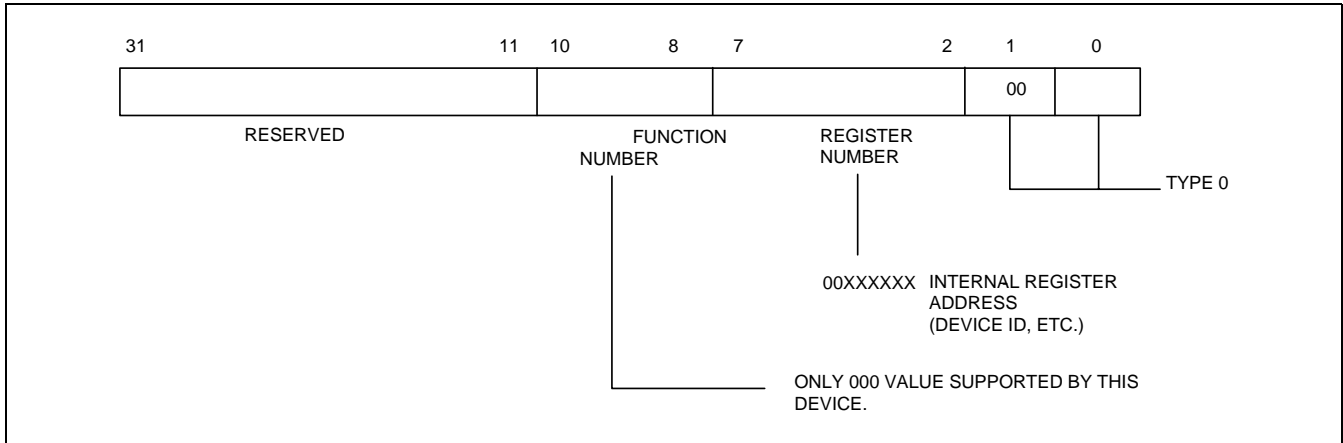 31 11 10 8 7 2 1 0
00
RESERVED
FUNCTION
NUMBER
REGISTER
NUMBER
TYPE 0
00XXXXXX INTERNAL REGISTER
ADDRESS
(DEVICE ID, ETC.)
ONLY 000 VALUE SUPPORTED BY THIS
DEVICE.